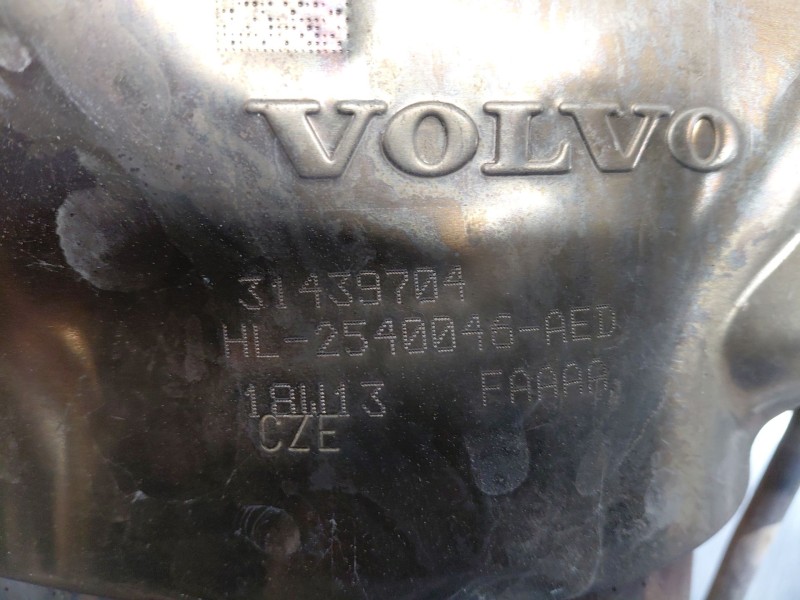 VOLVO
31439704
HL-2540046-AED
18W13 FAAAA
CZE